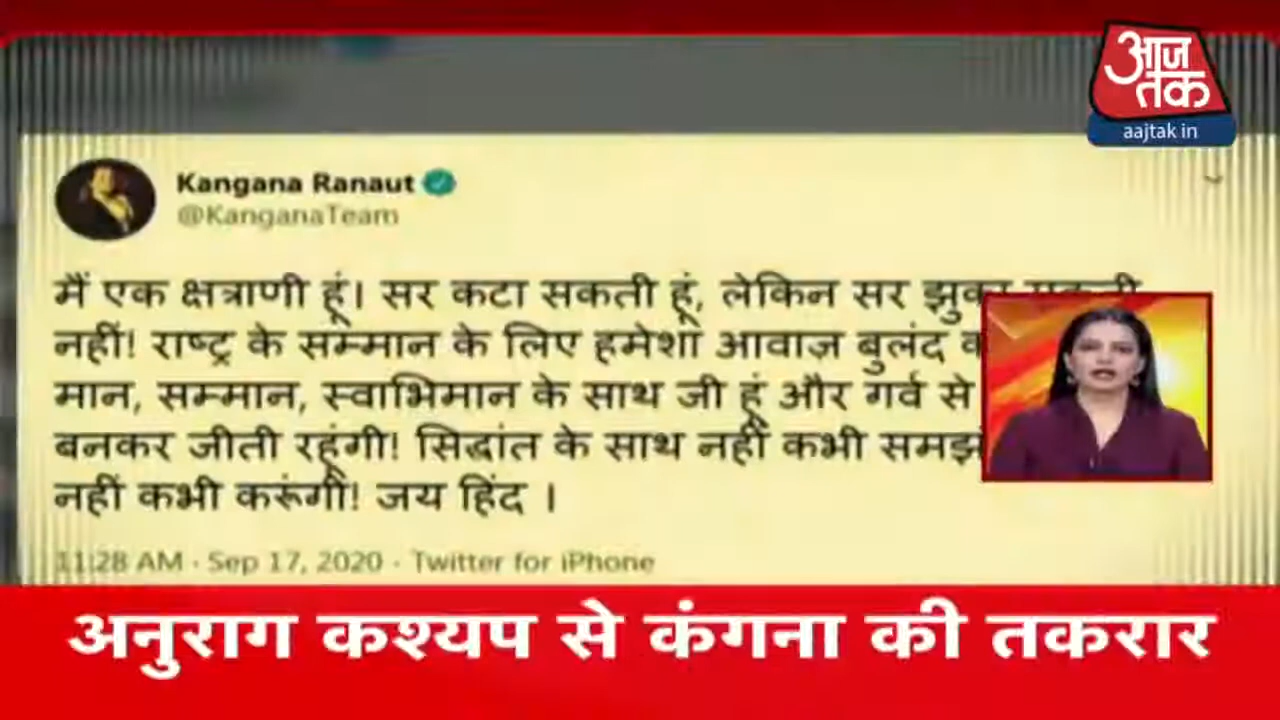 आज
तक
aajtak.in
Kangana Ranaut
@KanganaTeam
मैं एक क्षत्राणी हूं। सर कटा सकती हूं, लेकिन सर झुका सकती
नहीं! राष्ट्र के सम्मान के लिए हमेशा आवाज़ बुलंद
मान, सम्मान, स्वाभिमान के साथ जी हूं और गर्व से
बनकर जीती रहूंगी! सिद्धांत के साथ नहीं कभी
नहीं कभी करूंगी! जय हिंद ।
11:28 AM · Sep 17, 2020 · Twitter for iPhone
अनुराग कश्यप से कंगना की तकरार